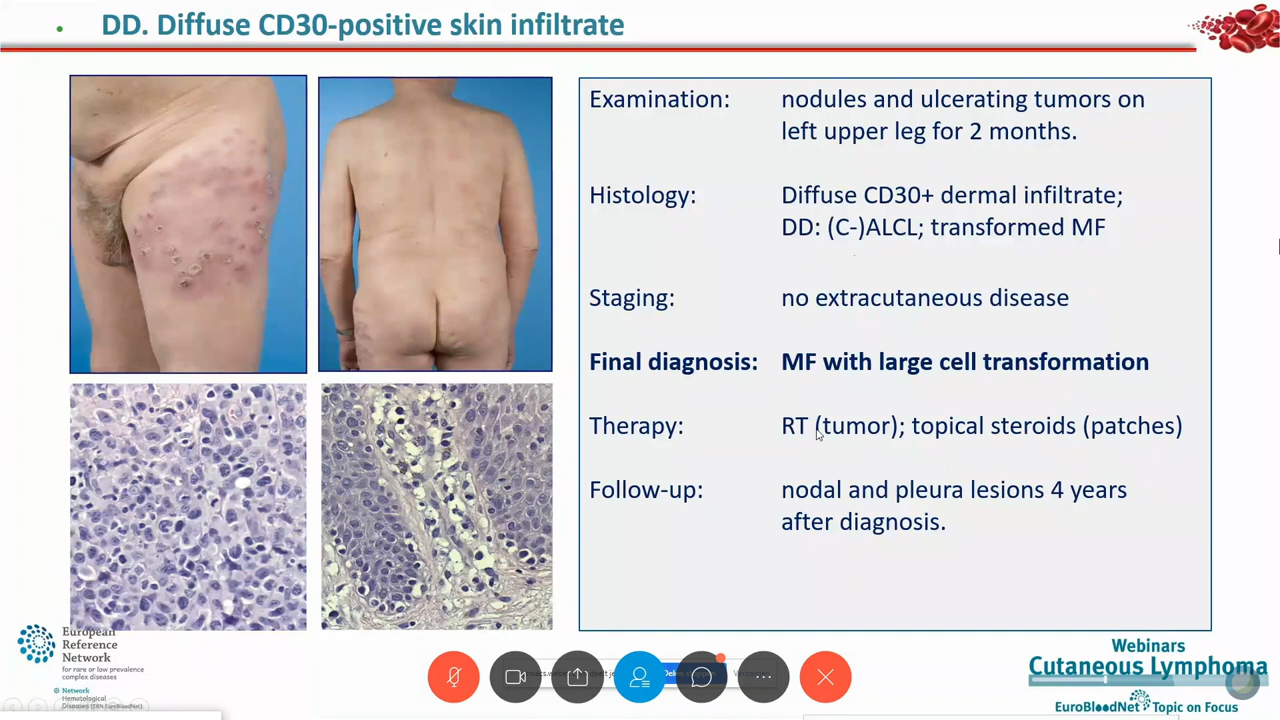 • DD. Diffuse CD30-positive skin infiltrate
Examination: nodules and ulcerating tumors on
left upper leg for 2 months.
Histology: Diffuse CD30+ dermal infiltrate;
DD: (C-)ALCL; transformed MF
Staging: no extracutaneous disease
Final diagnosis: MF with large cell transformation
Therapy: RT (tumor); topical steroids (patches)
Follow-up: nodal and pleura lesions 4 years
after diagnosis.
European
Reference
Network
for rare or low prevalence
complex diseases
Network
Hematological
Diseases (ERN EuroBloodNet)
Webinars
Cutaneous Lymphoma
EuroBloodNet Topic on Focus